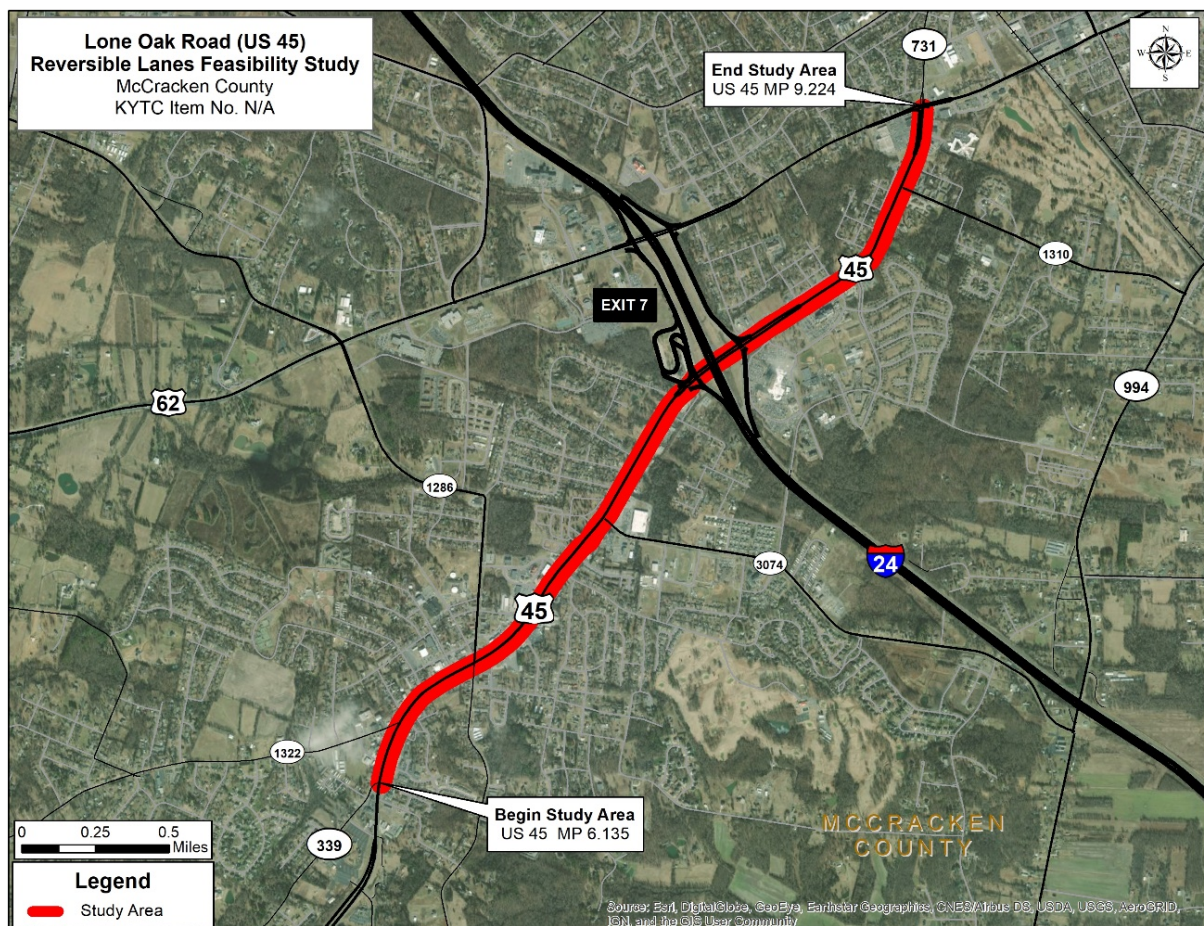 Lone Oak Road (US 45)
Reversible Lanes Feasibility Study
McCracken County
KYTC Item No. N/A
731
N
W E
S
End Study Area
US 45 MP 9.224
1310
45
EXIT 7
994
62
1286
3074
24
45
1322
Begin Study Area
US 45 MP 6.135
339
MCCRACKEN
COUNTY
0 0.25 0.5
Miles
Legend
Study Area
Source: Esri, DigitalGlobe, GeoEye, Earthstar Geographics, CNES/Airbus DS, USDA, USGS, AeroGRID,
IGN, and the GIS User Community